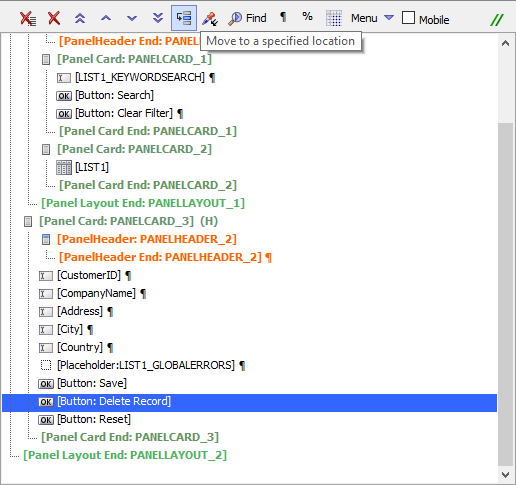 Find ¶ % Menu Mobile //
Move to a specified location
[PanelHeader End: PANELH
[Panel Card: PANELCARD_1]
[LIST1_KEYWORDSEARCH] ¶
OK [Button: Search]
OK [Button: Clear Filter] ¶
[Panel Card End: PANELCARD_1]
[Panel Card: PANELCARD_2]
[LIST1]
[Panel Card End: PANELCARD_2]
[Panel Layout End: PANELLAYOUT_1]
[Panel Card: PANELCARD_3] (H)
[PanelHeader: PANELHEADER_2]
[PanelHeader End: PANELHEADER_2] ¶
[CustomerID] ¶
[CompanyName] ¶
[Address] ¶
[City] ¶
[Country] ¶
[Placeholder:LIST1_GLOBALERRORS] ¶
OK [Button: Save]
OK [Button: Delete Record]
OK [Button: Reset] ¶
[Panel Card End: PANELCARD_3]
[Panel Layout End: PANELLAYOUT_2]